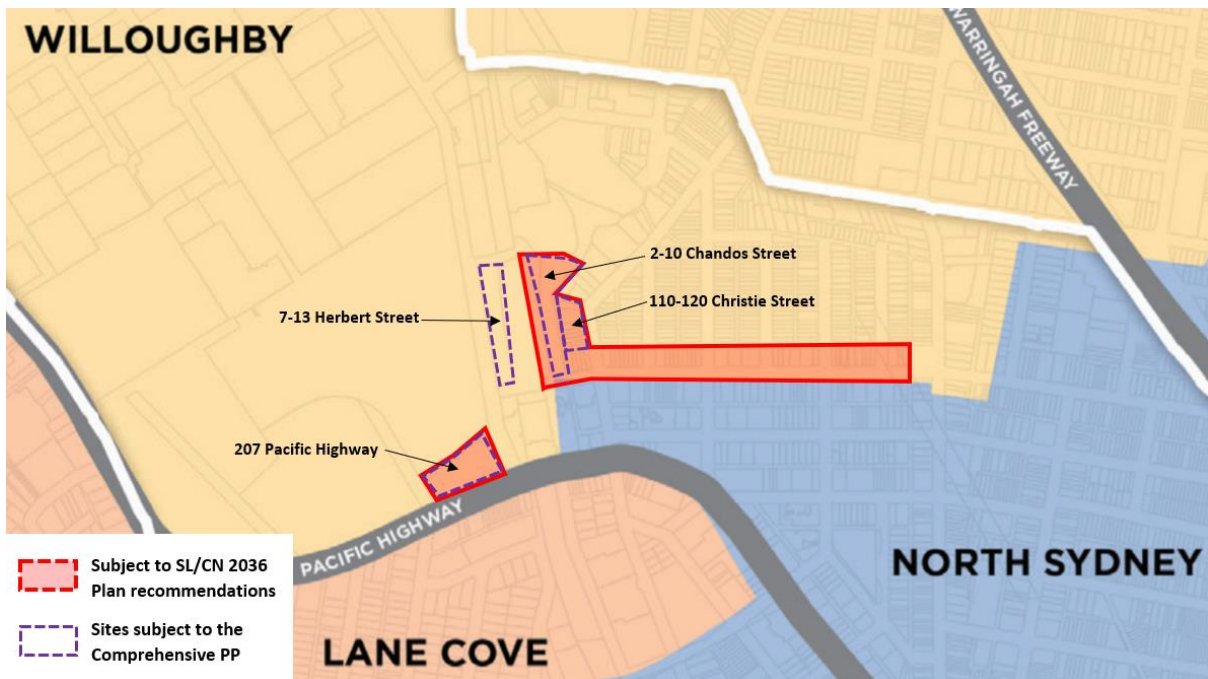 WILLOUGHBY
WARRINGAH FREEWAY
2-10 Chandos Street
110-120 Christie Street
7-13 Herbert Street
207 Pacific Highway
PACIFIC HIGHWAY
NORTH SYDNEY
LANE COVE
Subject to SL/CN 2036
Plan recommendations
Sites subject to the
Comprehensive PP